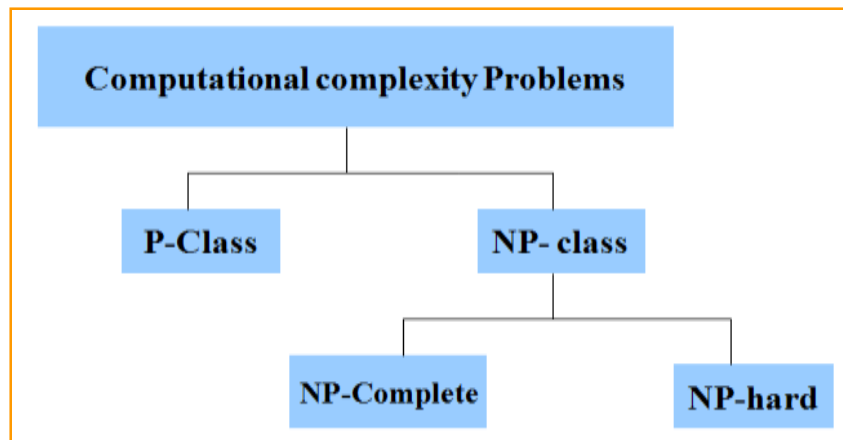 Computational complexity Problems
P-Class
NP- class
NP-Complete
NP-hard